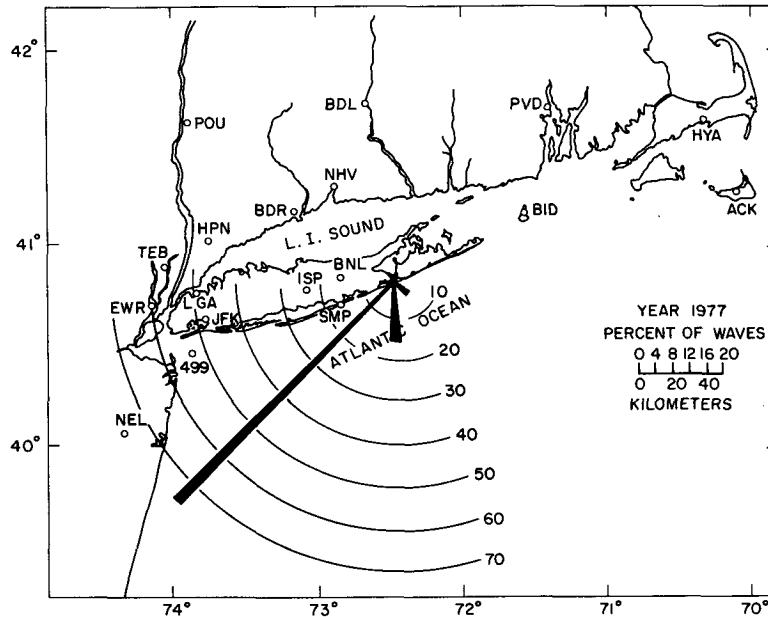 42°
POU
BDL
PVD
HYA
NHV
BDR
BID
ACK
HPN
L. I. SOUND
41°
TEB
BNL
ISP
EWR
LGA
JFK
SMP
10
ATLANTIC OCEAN
YEAR 1977
PERCENT OF WAVES
0 4 8 12 16 20
0 20 40
KILOMETERS
499
20
30
NEL
40°
40
50
60
70
74°
73°
72°
71°
70°